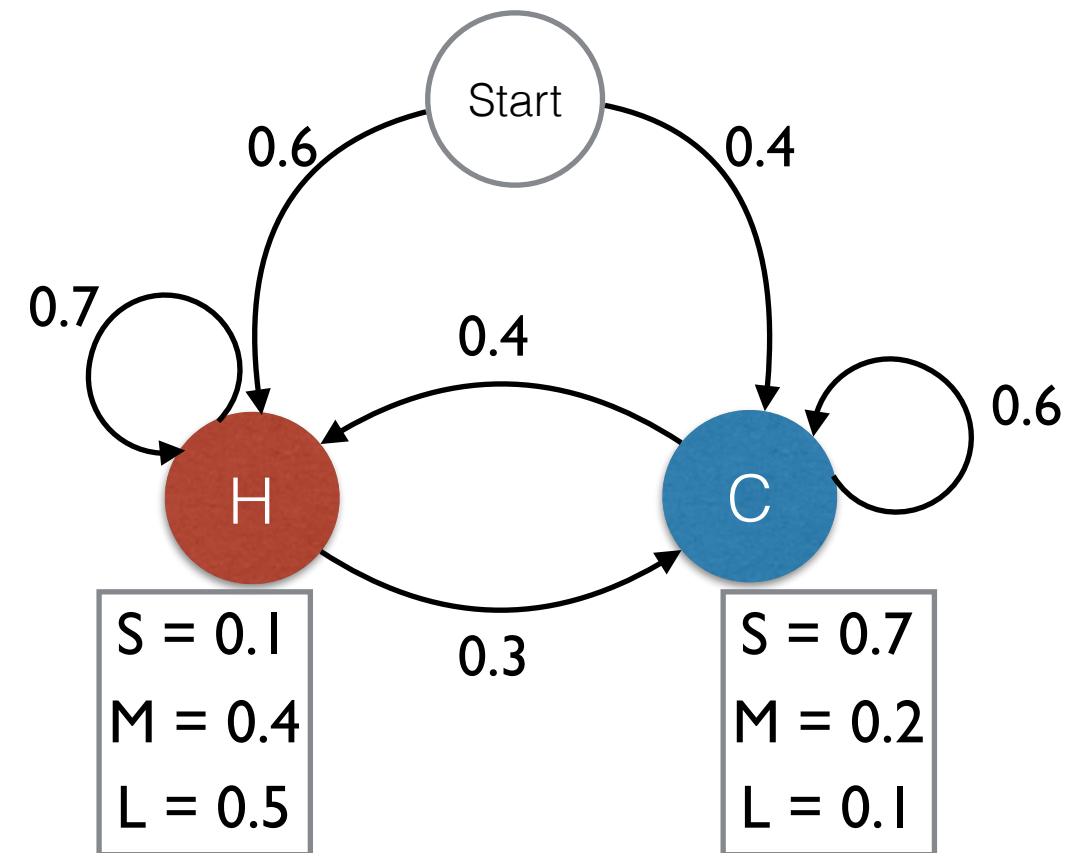 Start
0.6
0.4
0.7
0.4
0.6
H
C
0.3
S = 0.1
M = 0.4
L = 0.5
S = 0.7
M = 0.2
L = 0.1